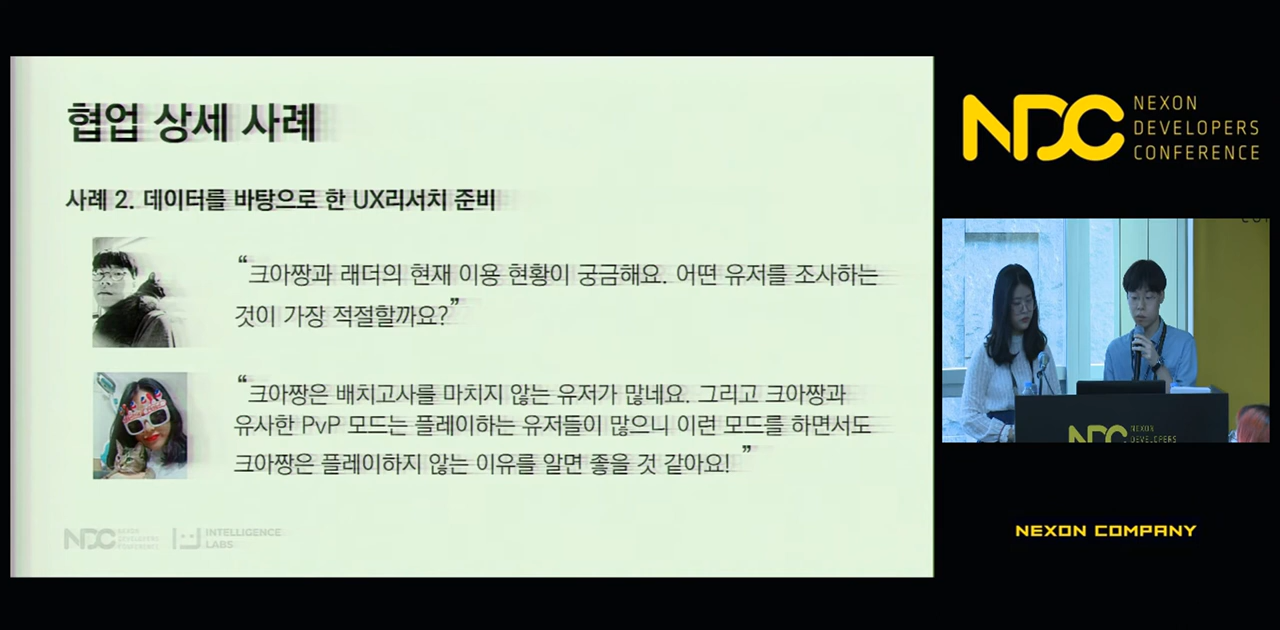 협업 상세 사례
사례 2. 데이터를 바탕으로 한 UX리서치 준비
“크아짱과 래더의 현재 이용 현황이 궁금해요. 어떤 유저를 조사하는
것이 가장 적절할까요?”
“크아짱은 배치고사를 마치지 않는 유저가 많네요. 그리고 크아짱과
유사한 PvP 모드는 플레이하는 유저들이 많으니 이런 모드를 하면서도
크아짱은 플레이하지 않는 이유를 알면 좋을 것 같아요! ”
NDC NEXON
DEVELOPERS
CONFERENCE
INTELLIGENCE
LABS
NDC NEXON
DEVELOPERS
CONFERENCE
NDC NEXON
DEVELOPERS
NEXON COMPANY